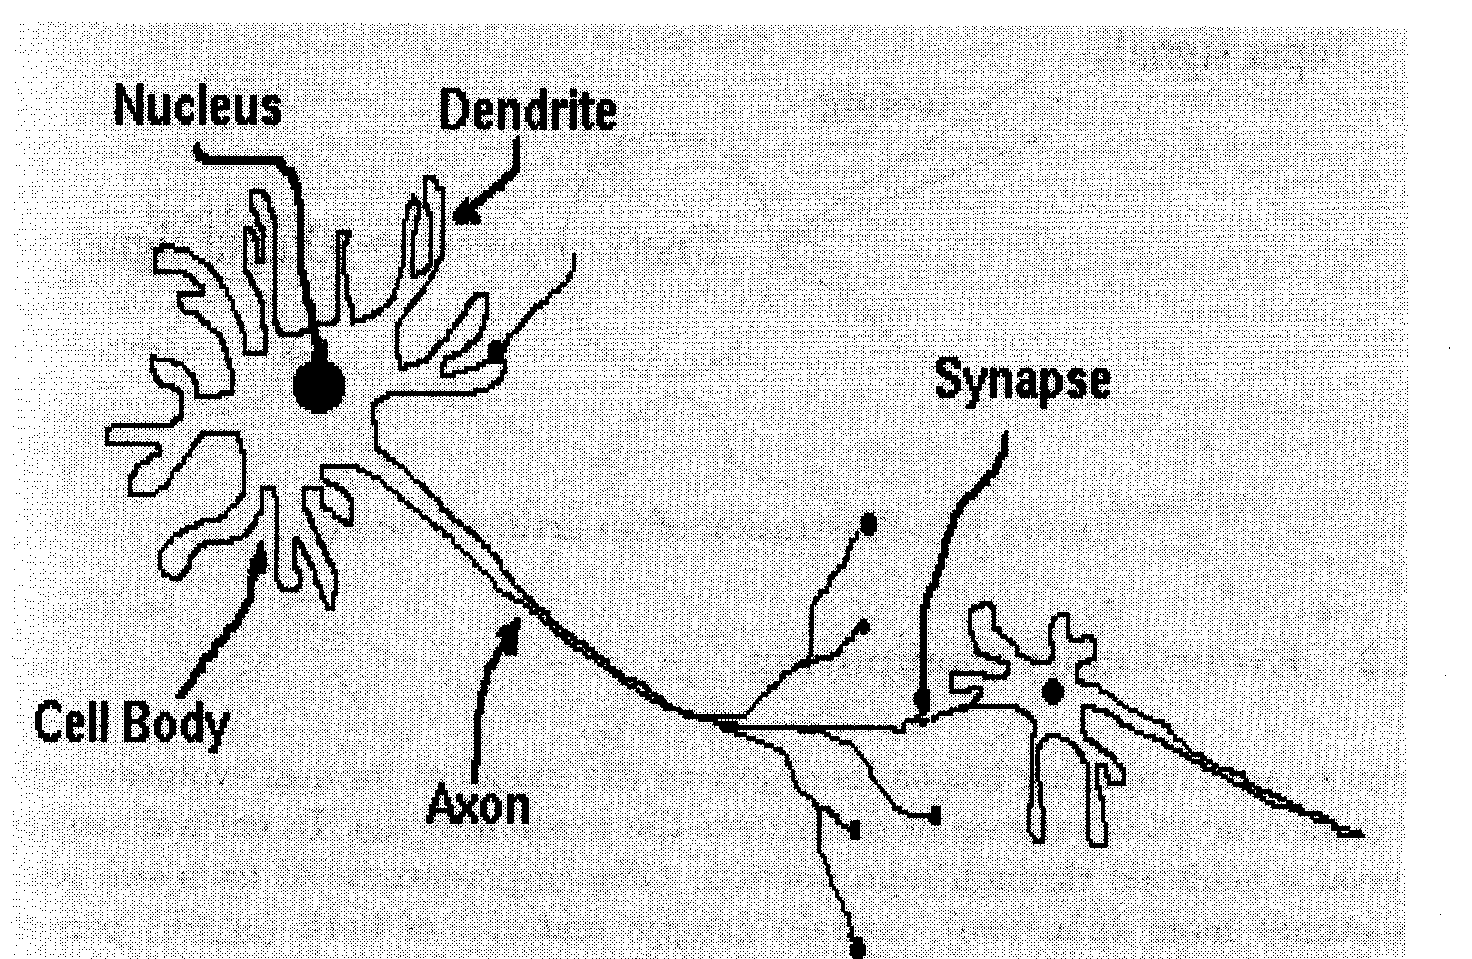 Nucleus
Dendrite
Synapse
Cell Body
Axon